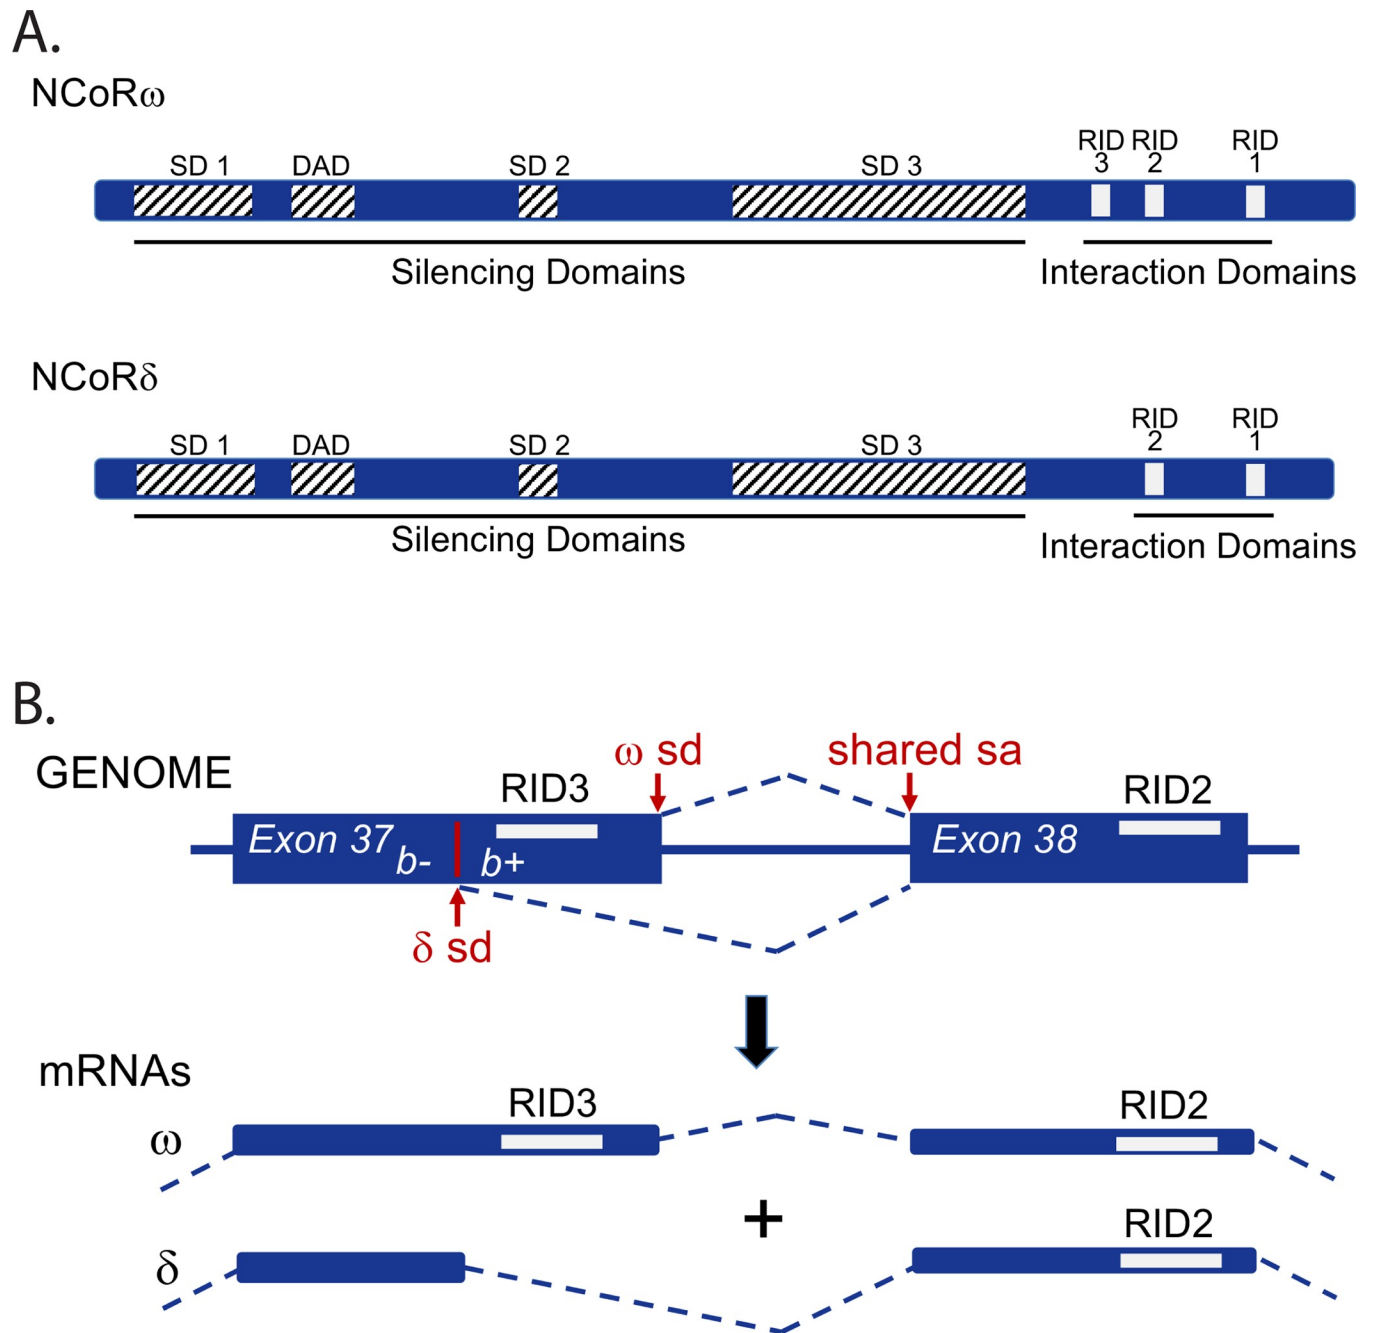 A.
NCoRω
SD 1 DAD SD 2 SD 3 RID 3 RID 2 RID 1
Silencing Domains Interaction Domains
NCoRδ
SD 1 DAD SD 2 SD 3 RID 2 RID 1
Silencing Domains Interaction Domains
B.
GENOME RID3 ω sd shared sa RID2
Exon 37 b- b+ Exon 38
δ sd
mRNAs
RID3 RID2
ω
+
RID2
δ